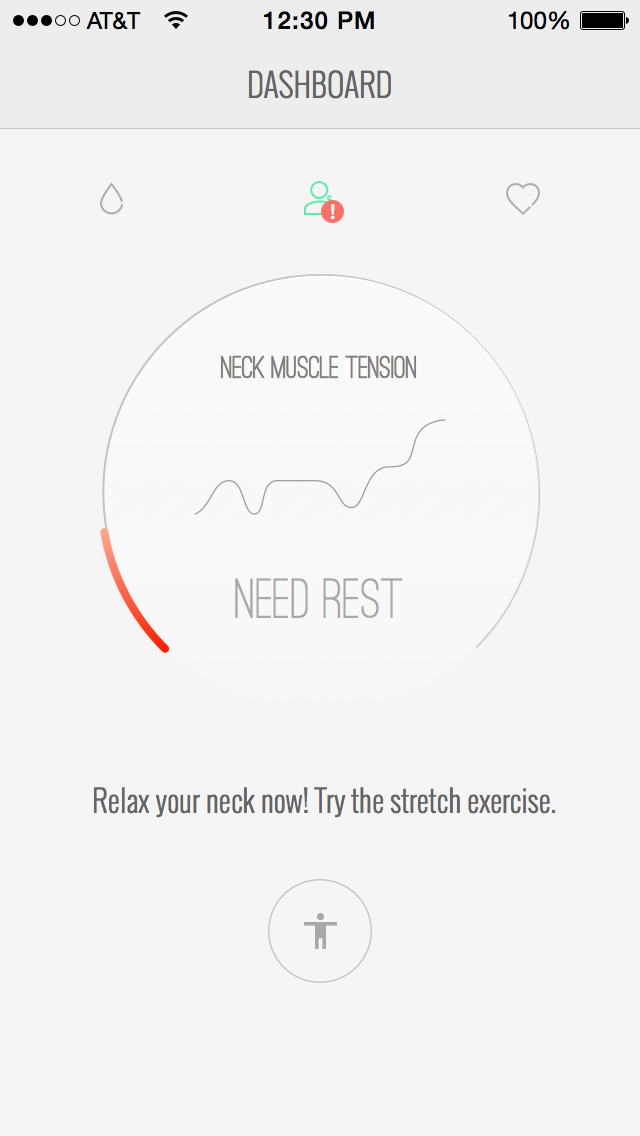 AT&T 12:30 PM 100%
DASHBOARD
!
NECK MUSCLE TENSION
NEED REST
Relax your neck now! Try the stretch exercise.